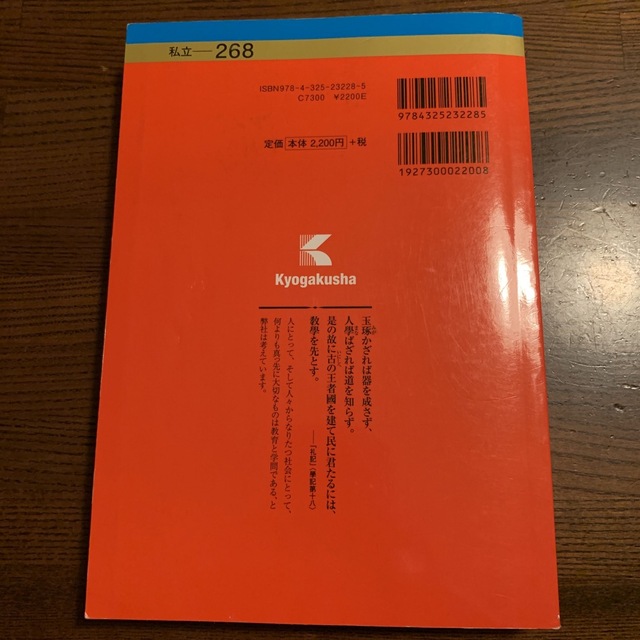 私立—268
ISBN978-4-325-23228-5
C7300 ¥2200E
9784325232285
定価 本体 2,200円 +税
1927300022008
Kyogakusha
玉琢かざれば器を成さず、
人學ばざれば道を知らず。
是の故に古の王者國を建て民に君たるには、
敎學を先とす。
——「礼記」(學記第十八)
人にとって、そして人々からなりたつ社会にとって、
何よりも真っ先に大切なものは教育と学問である、と
弊社は考えています。